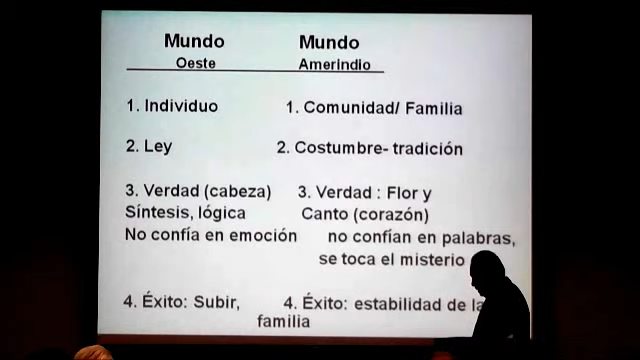 Mundo Mundo
Oeste Amerindio
1. Individuo 1. Comunidad/ Familia
2. Ley 2. Costumbre- tradición
3. Verdad (cabeza) 3. Verdad : Flor y
Síntesis, lógica Canto (corazón)
No confía en emoción no confían en palabras,
se toca el misterio
4. Éxito: Subir, 4. Éxito: estabilidad de la
familia